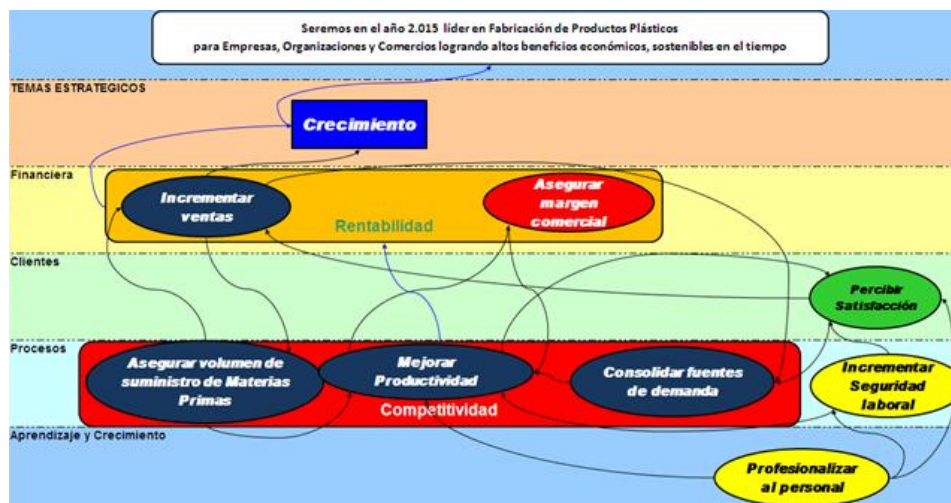 Seremos en el año 2.015 líder en Fabricación de Productos Plásticos
para Empresas, Organizaciones y Comercios logrando altos beneficios económicos, sostenibles en el tiempo
TEMAS ESTRATEGICOS
Crecimiento
Financiera
Incrementar
ventas
Asegurar
margen
comercial
Rentabilidad
Clientes
Percibir
Satisfacción
Procesos
Asegurar volumen de
suministro de Materias
Primas
Mejorar
Productividad
Consolidar fuentes
de demanda
Incrementar
Seguridad
laboral
Competitividad
Aprendizaje y Crecimiento
Profesionalizar
al personal